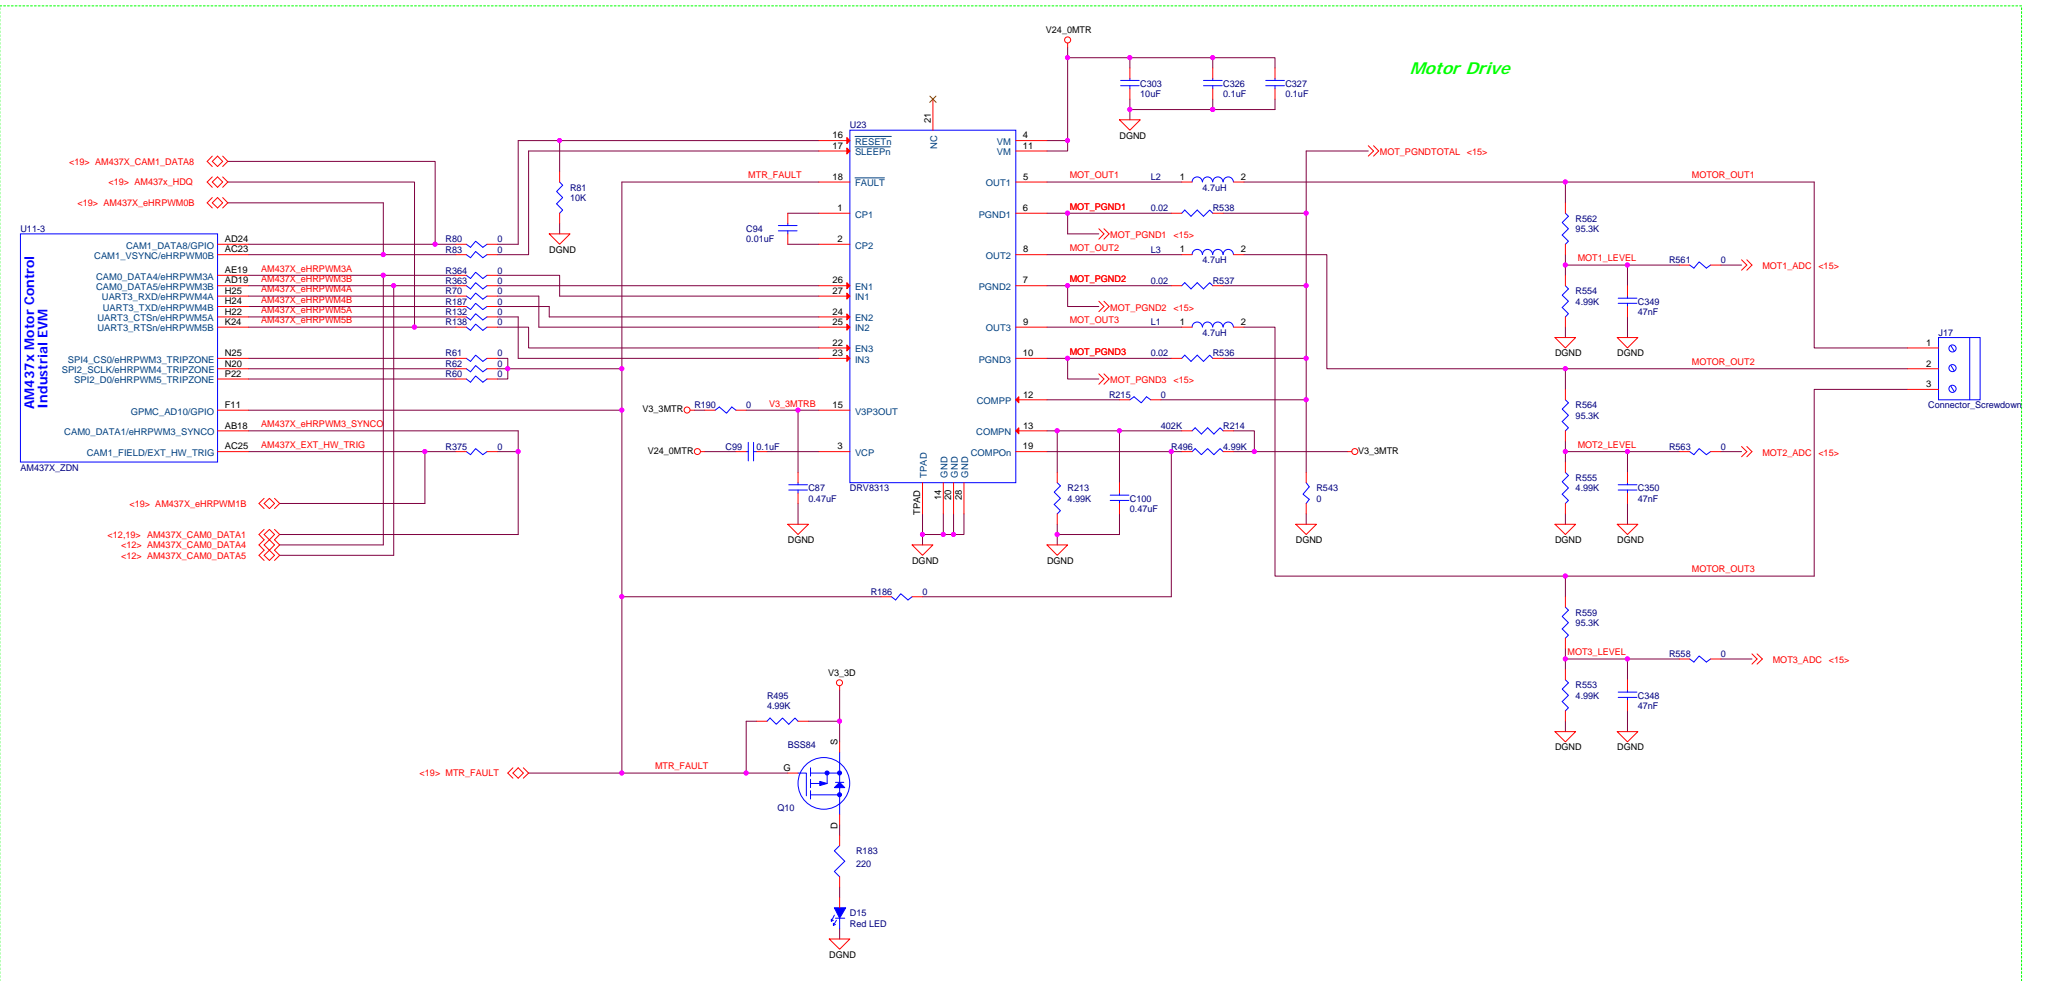 Motor Drive
V24_0MTR
C303
10uF
C326
0.1uF
C327
0.1uF
DGND
<19> AM437X_CAM1_DATA8
<19> AM437x_HDQ
<19> AM437X_eHRPWM0B
U11-3
AM437x Motor Control
Industrial EVM
CAM1_DATA8/GPIO
CAM1_VSYNC/eHRPWM0B
CAM0_DATA4/eHRPWM3A
CAM0_DATA5/eHRPWM3B
UART3_RXD/eHRPWM4A
UART3_TXD/eHRPWM4B
UART3_CTSn/eHRPWM5A
UART3_RTSn/eHRPWM5B
SPI4_CS0/eHRPWM3_TRIPZONE
SPI2_SCLK/eHRPWM4_TRIPZONE
SPI2_D0/eHRPWM5_TRIPZONE
GPMC_AD10/GPIO
CAM0_DATA1/eHRPWM3_SYNCO
CAM1_FIELD/EXT_HW_TRIG
AM437X_ZDN
AD24
AC23
AE19
AD19
H25
H24
H22
K24
N25
N20
P22
F11
AB18
AC25
AM437X_eHRPWM3A
AM437X_eHRPWM3B
AM437X_eHRPWM4A
AM437X_eHRPWM4B
AM437X_eHRPWM5A
AM437X_eHRPWM5B
AM437X_eHRPWM3_SYNCO
AM437X_EXT_HW_TRIG
R80 0
R83 0
R364 0
R363 0
R70 0
R187 0
R132 0
R138 0
R61 0
R62 0
R60 0
R375 0
<19> AM437X_eHRPWM1B
<12,19> AM437X_CAM0_DATA1
<12> AM437X_CAM0_DATA4
<12> AM437X_CAM0_DATA5
R81
10K
DGND
MTR_FAULT
C94
0.01uF
V3_3MTR
R190 0
V3_3MTRB
V24_0MTR
C99 0.1uF
C87
0.47uF
DGND
U23
21
NC
16 RESETn
17 SLEEPn
18 FAULT
1 CP1
2 CP2
26 EN1
27 IN1
24 EN2
25 IN2
22 EN3
23 IN3
15 V3P3OUT
3 VCP
DRV8313
TPAD
GND
GND
GND
TPAD
14
20
28
DGND
VM 4
VM 11
OUT1 5
PGND1 6
OUT2 8
PGND2 7
OUT3 9
PGND3 10
COMPP 12
COMPN 13
COMPOn 19
MOT_OUT1 L2 1 2
4.7uH
MOT_PGND1 0.02 R538
MOT_PGND1 <15>
MOT_OUT2 L3 1 2
4.7uH
MOT_PGND2 0.02 R537
MOT_PGND2 <15>
MOT_OUT3 L1 1 2
4.7uH
MOT_PGND3 0.02 R536
MOT_PGND3 <15>
R215 0
402K R214
R496 4.99K
V3_3MTR
R213
4.99K
C100
0.47uF
DGND
R543
0
DGND
R186 0
MOT_PGNDTOTAL <15>
MOTOR_OUT1
R562
95.3K
MOT1_LEVEL
R561 0
MOT1_ADC <15>
R554
4.99K
C349
47nF
DGND
DGND
MOTOR_OUT2
R564
95.3K
MOT2_LEVEL
R563 0
MOT2_ADC <15>
R555
4.99K
C350
47nF
DGND
DGND
MOTOR_OUT3
R559
95.3K
MOT3_LEVEL
R558 0
MOT3_ADC <15>
R553
4.99K
C348
47nF
DGND
DGND
J17
1
2
3
Connector_Screwdown
V3_3D
R495
4.99K
BSS84
S
G
D
Q10
<19> MTR_FAULT
MTR_FAULT
R183
220
D15
Red LED
DGND